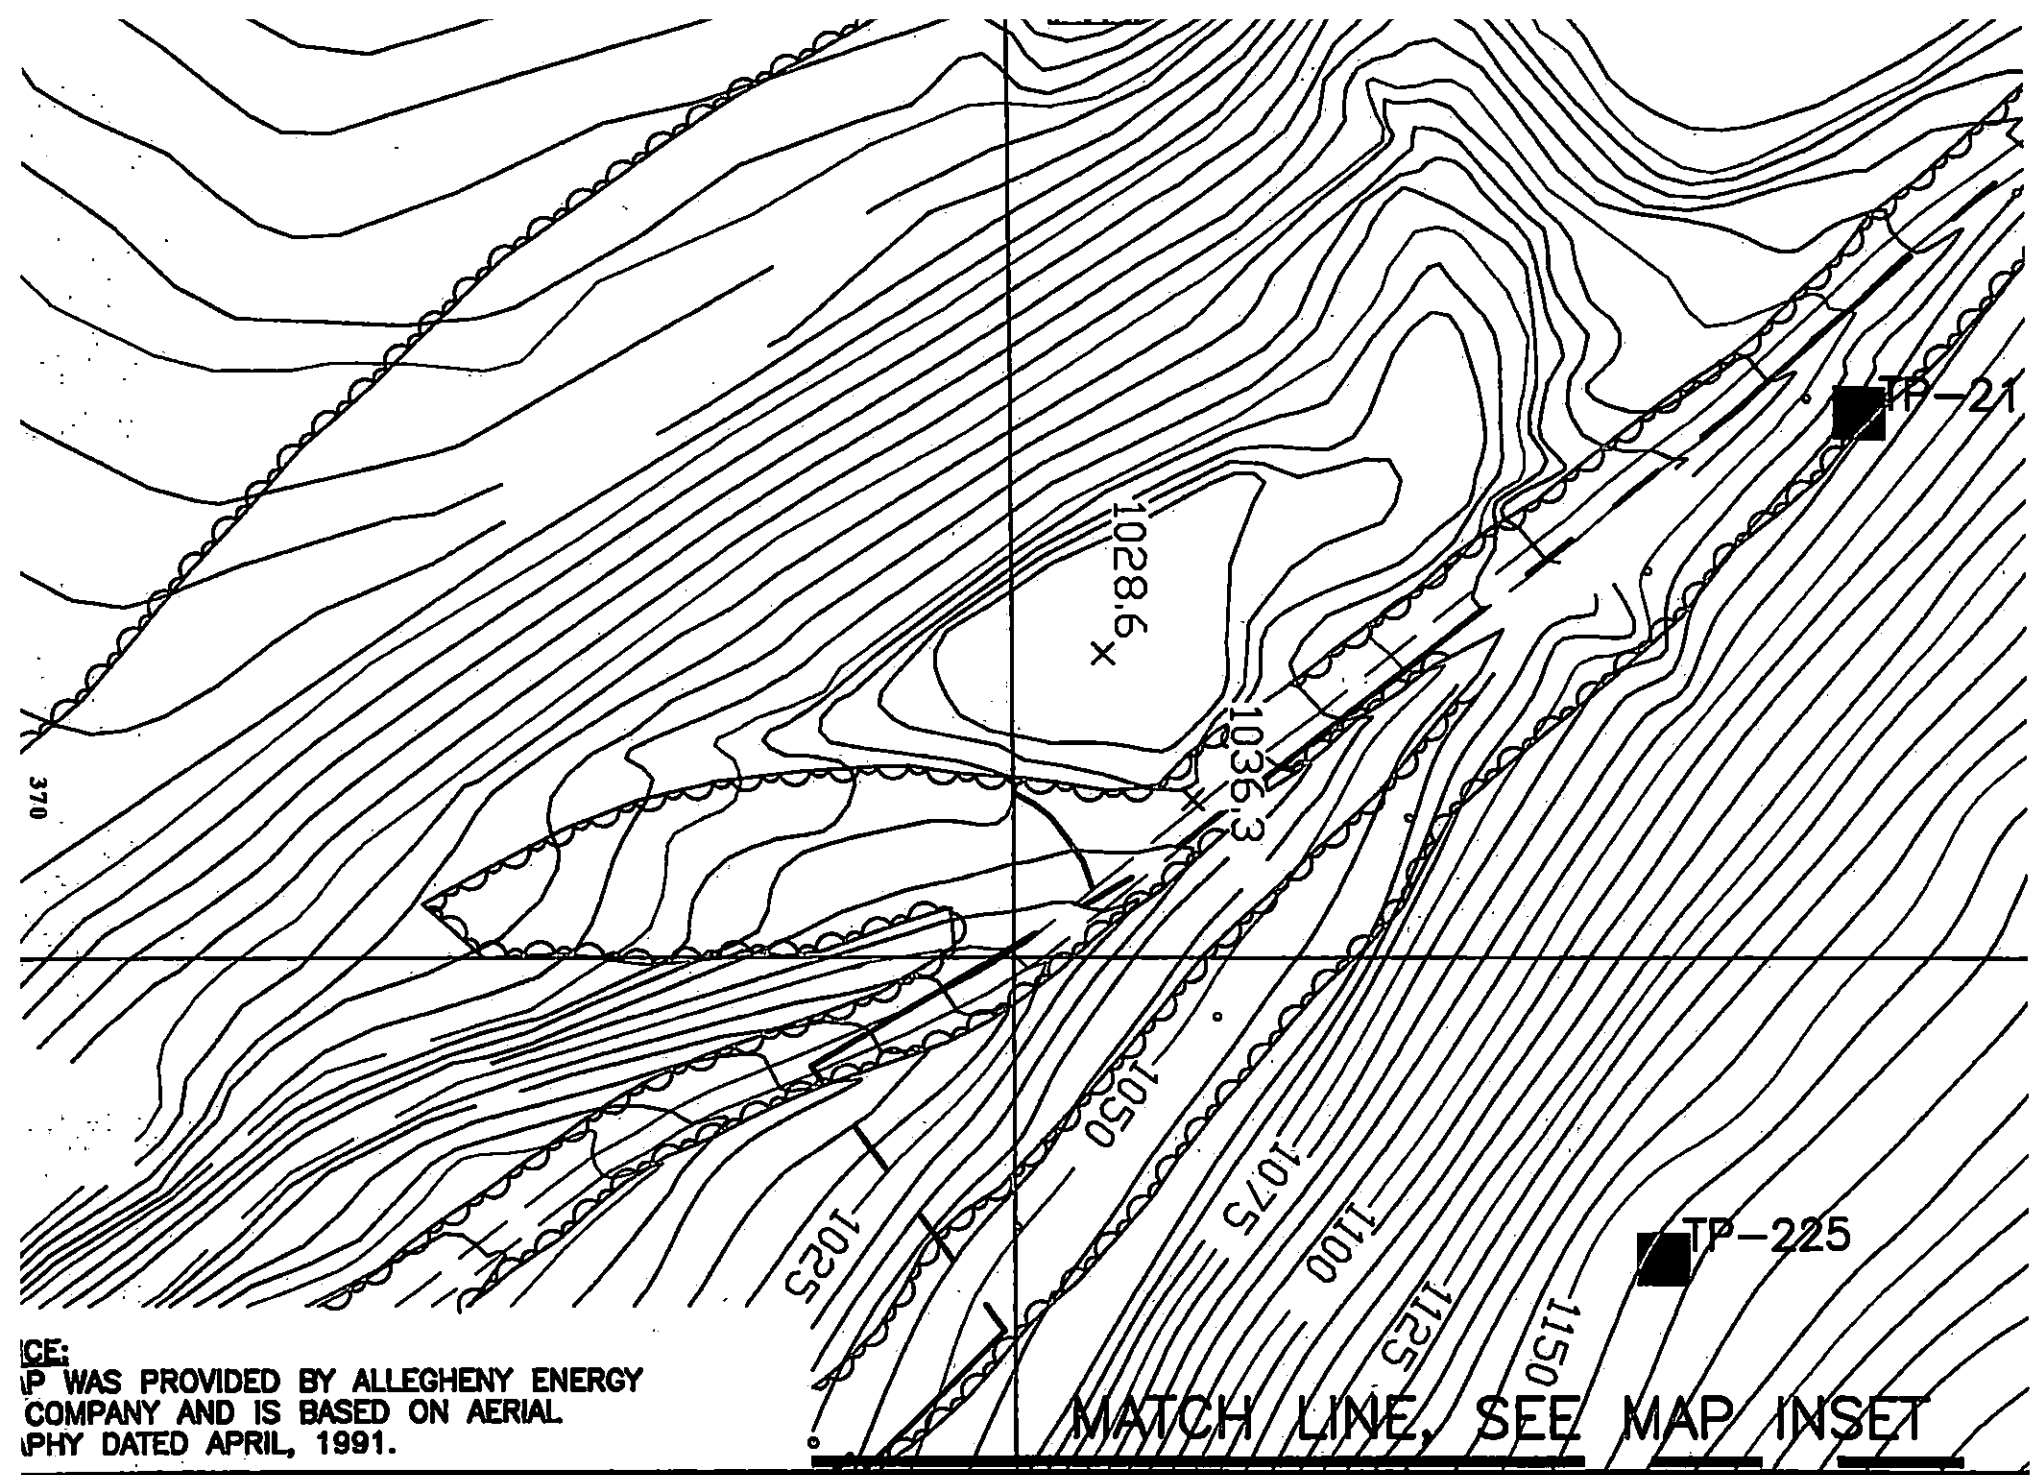 TP-21
1028.6
1036.3
370
1050
1075
1100
1025
TP-225
1125
1150
CE:
P WAS PROVIDED BY ALLEGHENY ENERGY
COMPANY AND IS BASED ON AERIAL
PHY DATED APRIL, 1991.
MATCH LINE, SEE MAP INSET